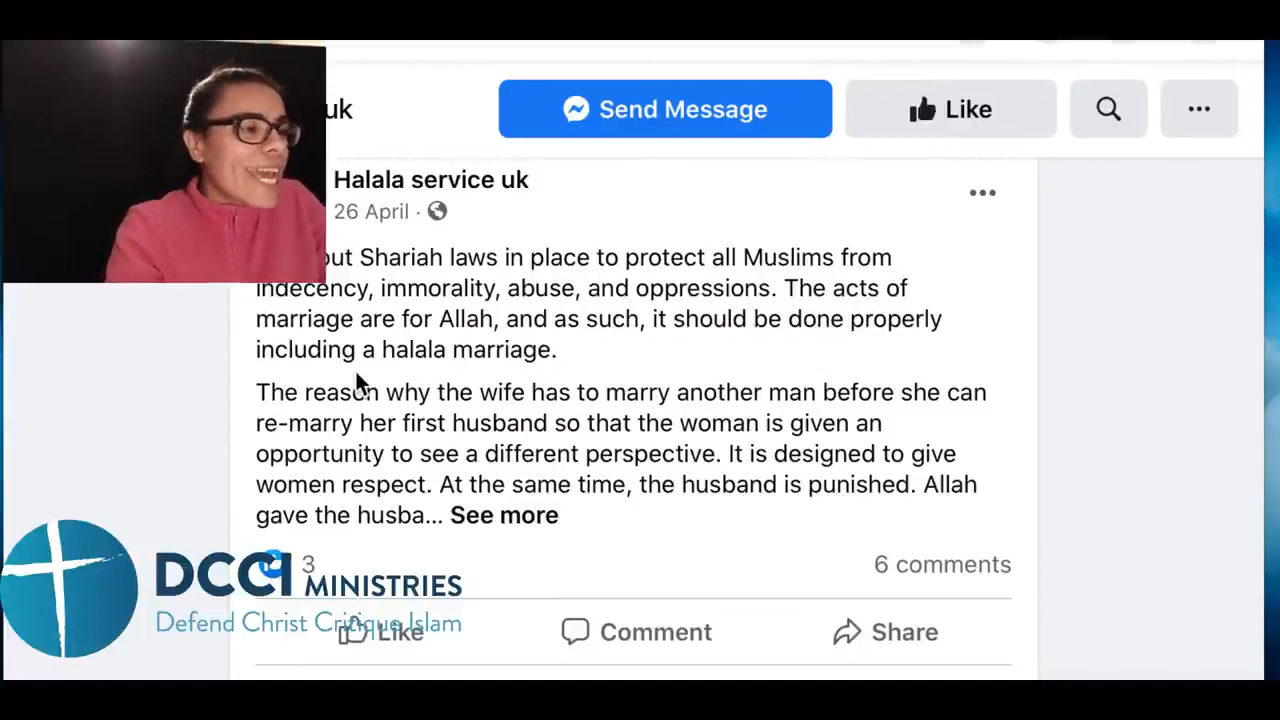 uk
Send Message
Like
Halala service uk
26 April ·
out Shariah laws in place to protect all Muslims from
indecency, immorality, abuse, and oppressions. The acts of
marriage are for Allah, and as such, it should be done properly
including a halala marriage.
The reason why the wife has to marry another man before she can
re-marry her first husband so that the woman is given an
opportunity to see a different perspective. It is designed to give
women respect. At the same time, the husband is punished. Allah
gave the husba... See more
3
6 comments
DCCI MINISTRIES
Defend Christ Critique Islam
Like
Comment
Share